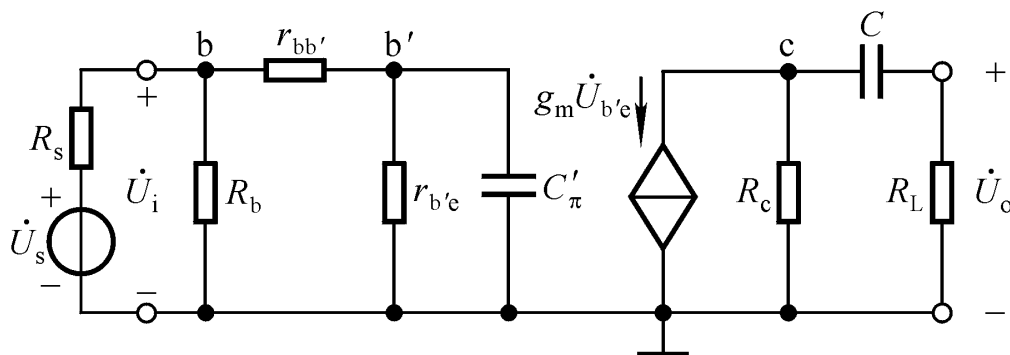 b
r_bb′
b′
c
C
+
+
g_m U̇_b′e
R_s
+
U̇_i
R_b
r_b′e
C′_π
R_c
R_L
U̇_o
U̇_s
−
−
−